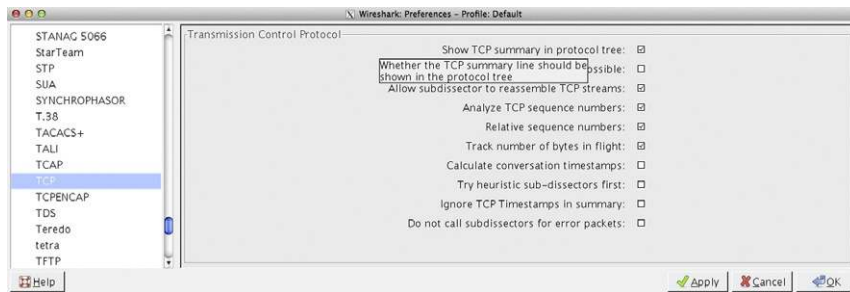 Wireshark: Preferences – Profile: Default
STANAG 5066
StarTeam
STP
SUA
SYNCHROPHASOR
T.38
TACACS+
TALI
TCAP
TCP
TCPENCAP
TDS
Teredo
tetra
TFTP
Transmission Control Protocol
Show TCP summary in protocol tree:
Whether the TCP summary line should be
shown in the protocol tree
Allow subdissector to reassemble TCP streams:
Analyze TCP sequence numbers:
Relative sequence numbers:
Track number of bytes in flight:
Calculate conversation timestamps:
Try heuristic sub-dissectors first:
Ignore TCP Timestamps in summary:
Do not call subdissectors for error packets:
Help
Apply
Cancel
OK